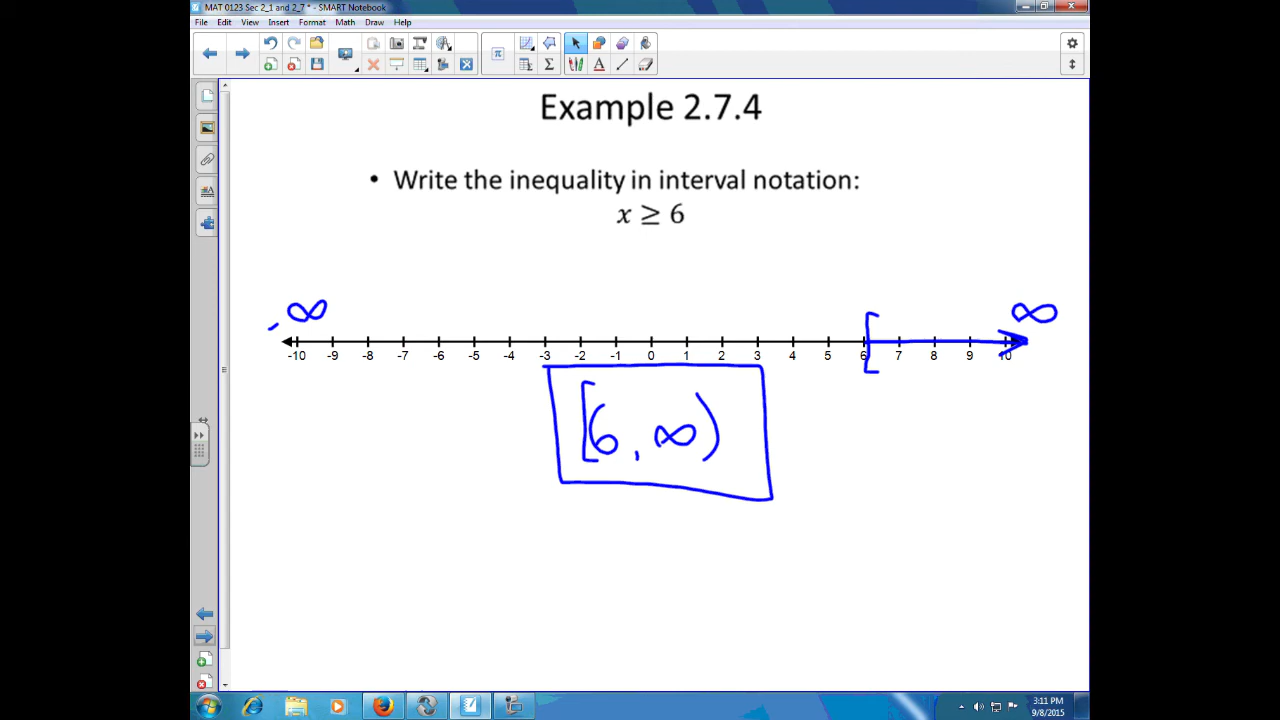 MAT 0123 Sec 2_1 and 2_7 * - SMART Notebook
File Edit View Insert Format Math Draw Help
Example 2.7.4
• Write the inequality in interval notation:
x ≥ 6
-∞ [ ∞
-10 -9 -8 -7 -6 -5 -4 -3 -2 -1 0 1 2 3 4 5 6 7 8 9 10
[6, ∞)
3:11 PM
9/8/2015